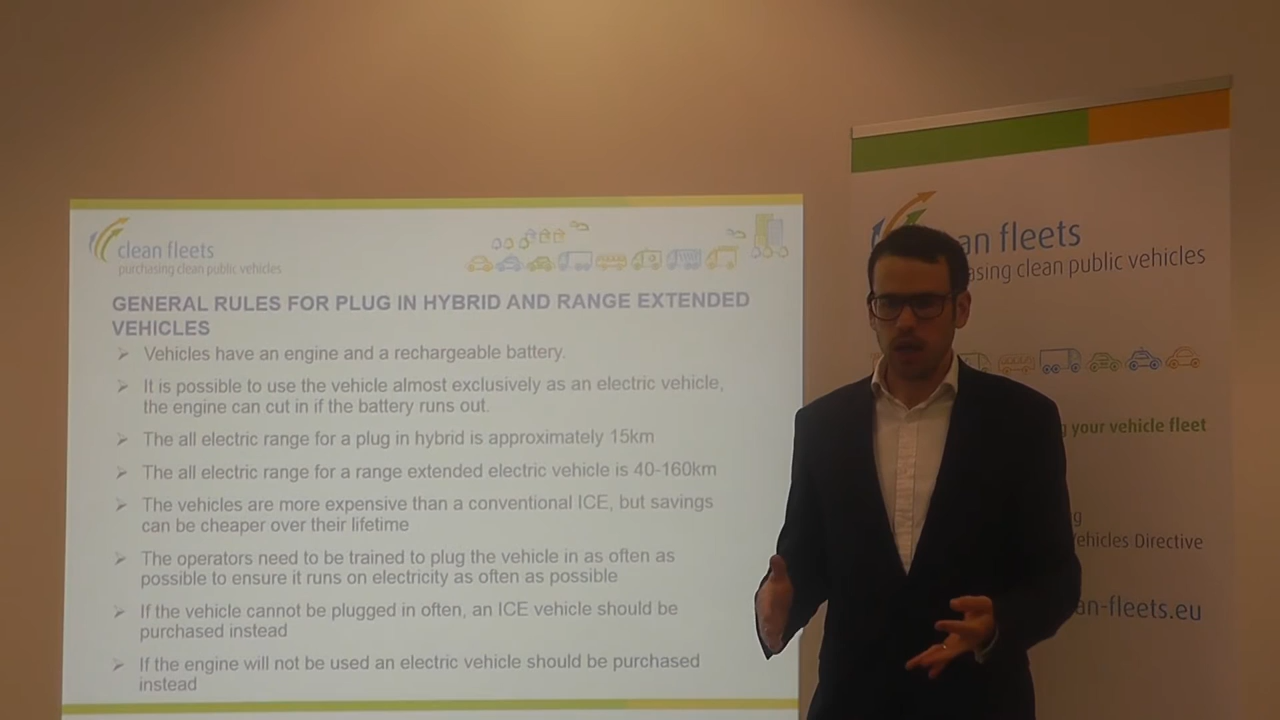 clean fleets
purchasing clean public vehicles
GENERAL RULES FOR PLUG IN HYBRID AND RANGE EXTENDED
VEHICLES
Vehicles have an engine and a rechargeable battery.
It is possible to use the vehicle almost exclusively as an electric vehicle,
the engine can cut in if the battery runs out.
The all electric range for a plug in hybrid is approximately 15km
The all electric range for a range extended electric vehicle is 40-160km
The vehicles are more expensive than a conventional ICE, but savings
can be cheaper over their lifetime
The operators need to be trained to plug the vehicle in as often as
possible to ensure it runs on electricity as often as possible
If the vehicle cannot be plugged in often, an ICE vehicle should be
purchased instead
If the engine will not be used an electric vehicle should be purchased
instead
an fleets
asing clean public vehicles
your vehicle fleet
g
ehicles Directive
an-fleets.eu